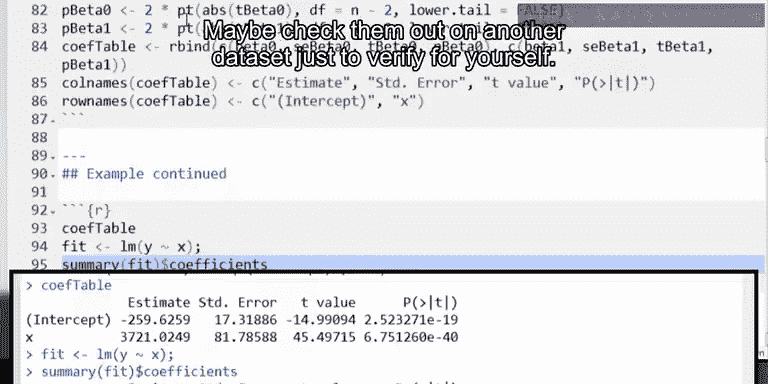 82 pBeta0 <- 2 * pt(abs(tBeta0), df = n - 2, lower.tail = FALSE)
83 pBeta1 <- 2 * pt(
Maybe check them out on another
84 coefTable <- rbind(c(beta0, seBeta0, tBeta0, pBeta0), c(beta1, seBeta1, tBeta1,
dataset just to verify for yourself.
pBeta1))
85 colnames(coefTable) <- c("Estimate", "Std. Error", "t value", "P(>|t|)")
86 rownames(coefTable) <- c("(Intercept)", "x")
87 ```
88
89 ---
90 ## Example continued
91
92 ```{r}
93 coefTable
94 fit <- lm(y ~ x);
95 summary(fit)$coefficients
> coefTable
Estimate Std. Error t value P(>|t|)
(Intercept) -259.6259 17.31886 -14.99094 2.523271e-19
x 3721.0249 81.78588 45.49715 6.751260e-40
> fit <- lm(y ~ x);
> summary(fit)$coefficients